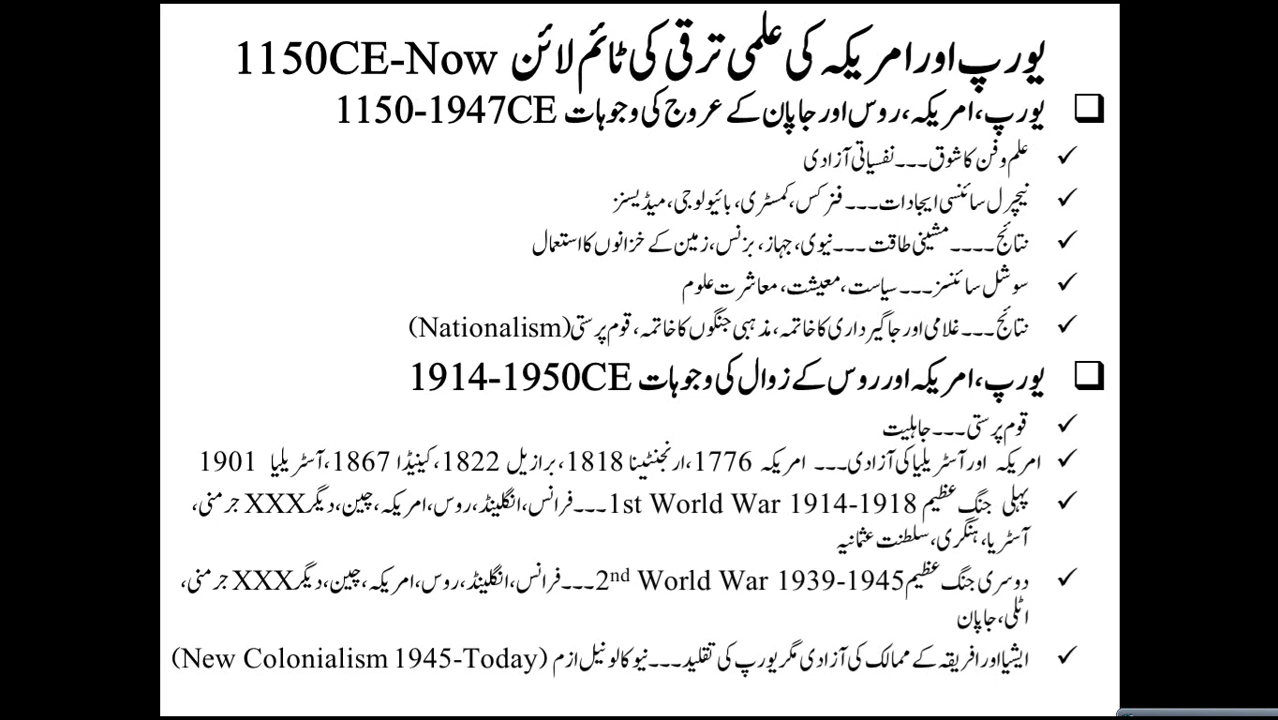 یورپ اور امریکہ کی علمی ترقی کی ٹائم لائن 1150CE-Now
❑ یورپ، امریکہ، روس اور جاپان کے عروج کی وجوہات 1150-1947CE
✓ علم و فن کا شوق۔۔۔ نفسیاتی آزادی
✓ نیچرل سائنسی ایجادات۔۔۔ فزکس، کمسٹری، بائیولوجی، میڈیسنز
✓ نتائج۔۔۔۔ مشینی طاقت ۔۔۔ نیوی، جہاز، بزنس، زمین کے خزانوں کا استعمال
✓ سوشل سائنسز۔۔۔ سیاست، معیشت، معاشرت علوم
✓ نتائج۔۔۔ غلامی اور جاگیرداری کا خاتمہ، مذہبی جنگوں کا خاتمہ، قوم پرستی (Nationalism)
❑ یورپ، امریکہ اور روس کے زوال کی وجوہات 1914-1950CE
✓ قوم پرستی۔۔۔ جاہلیت
✓ امریکہ اور آسٹریلیا کی آزادی۔۔۔ امریکہ 1776، ارنجنٹینا 1818، برازیل 1822، کینیڈا 1867، آسٹریلیا 1901
✓ پہلی جنگ عظیم 1st World War 1914-1918۔۔۔ فرانس، انگلینڈ، روس، امریکہ، چین، دیگر XXX جرمنی،
آسٹریا، ہنگری، سلطنت عثمانیہ
✓ دوسری جنگ عظیم 2nd World War 1939-1945۔۔۔ فرانس، انگلینڈ، روس، امریکہ، چین، دیگر XXX جرمنی،
اٹلی، جاپان
✓ ایشیا اور افریقہ کے ممالک کی آزادی مگر یورپ کی تقلید۔۔۔ نیو کالونیل ازم (New Colonialism 1945-Today)